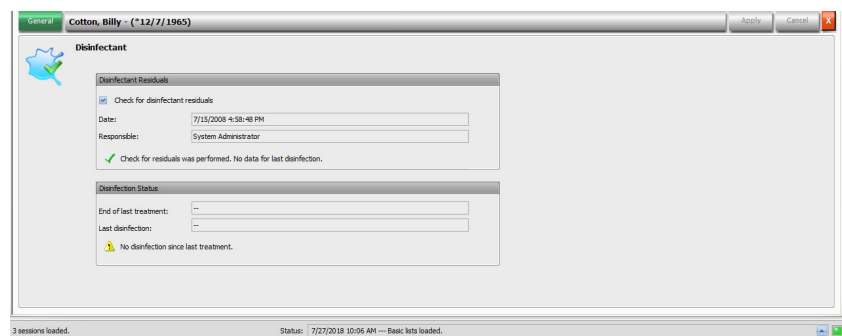 General Cotton, Billy - (*12/7/1965) Apply Cancel X
Disinfectant
Disinfectant Residuals
Check for disinfectant residuals
Date: 7/15/2008 4:58:48 PM
Responsible: System Administrator
Check for residuals was performed. No data for last disinfection.
Disinfection Status
End of last treatment: --
Last disinfection: --
No disinfection since last treatment.
3 sessions loaded. Status: 7/27/2018 10:06 AM --- Basic lists loaded.